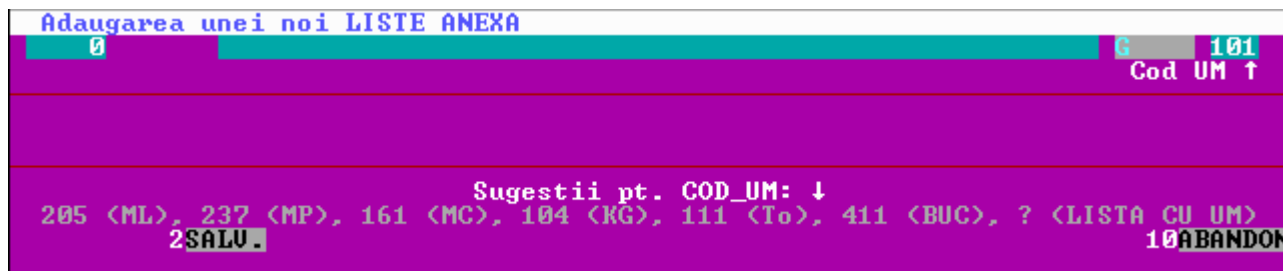 Adaugarea unei noi LISTE ANEXA
0 G 101
Cod UM ↑
Sugestii pt. COD_UM: ↓
205 (ML), 237 (MP), 161 (MC), 104 (KG), 111 (To), 411 (BUC), ? (LISTA CU UM)
2SALV. 10ABANDON